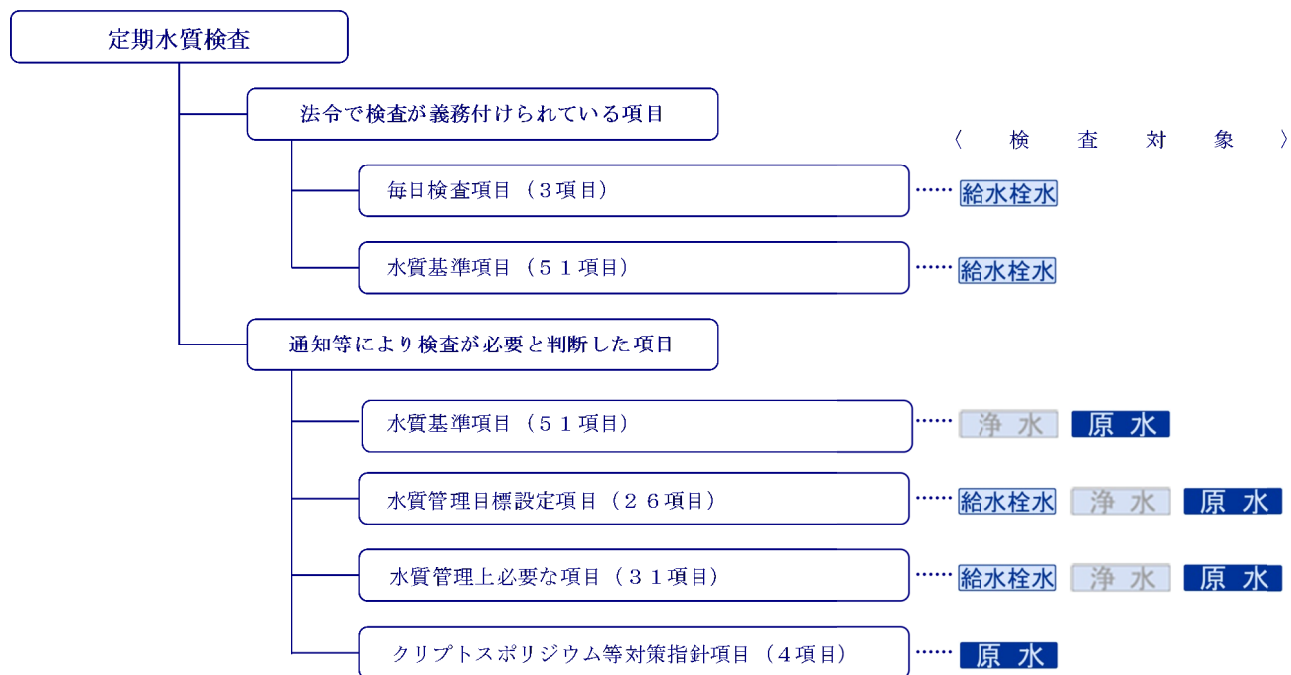 定期水質検査
法令で検査が義務付けられている項目
〈 検 査 対 象 〉
毎日検査項目（３項目） …… 給水栓水
水質基準項目（５１項目） …… 給水栓水
通知等により検査が必要と判断した項目
水質基準項目（５１項目） …… 浄 水 原 水
水質管理目標設定項目（２６項目） …… 給水栓水 浄 水 原 水
水質管理上必要な項目（３１項目） …… 給水栓水 浄 水 原 水
クリプトスポリジウム等対策指針項目（４項目） …… 原 水